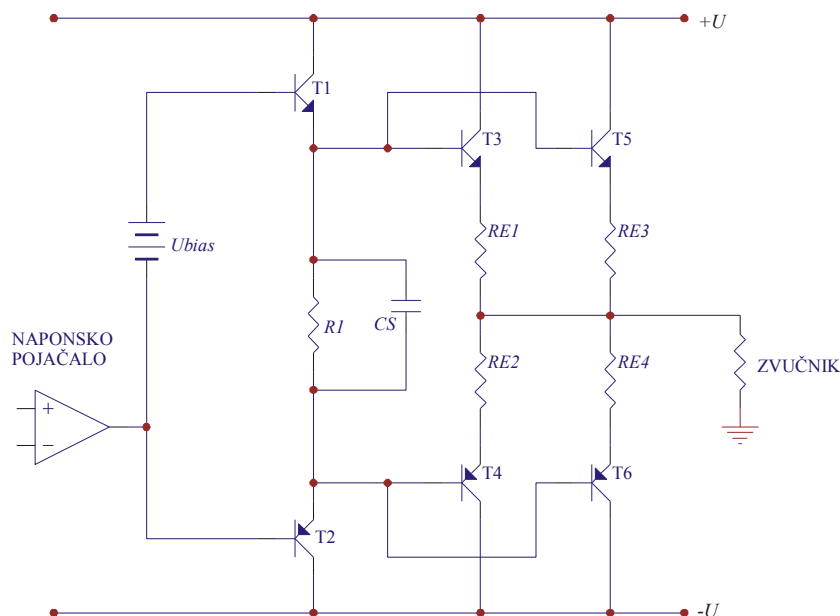 +U
T1
T3
T5
Ubias
RE1
RE3
NAPONSKO
POJAČALO
R1
CS
RE2
RE4
ZVUČNIK
+
−
T4
T6
T2
-U